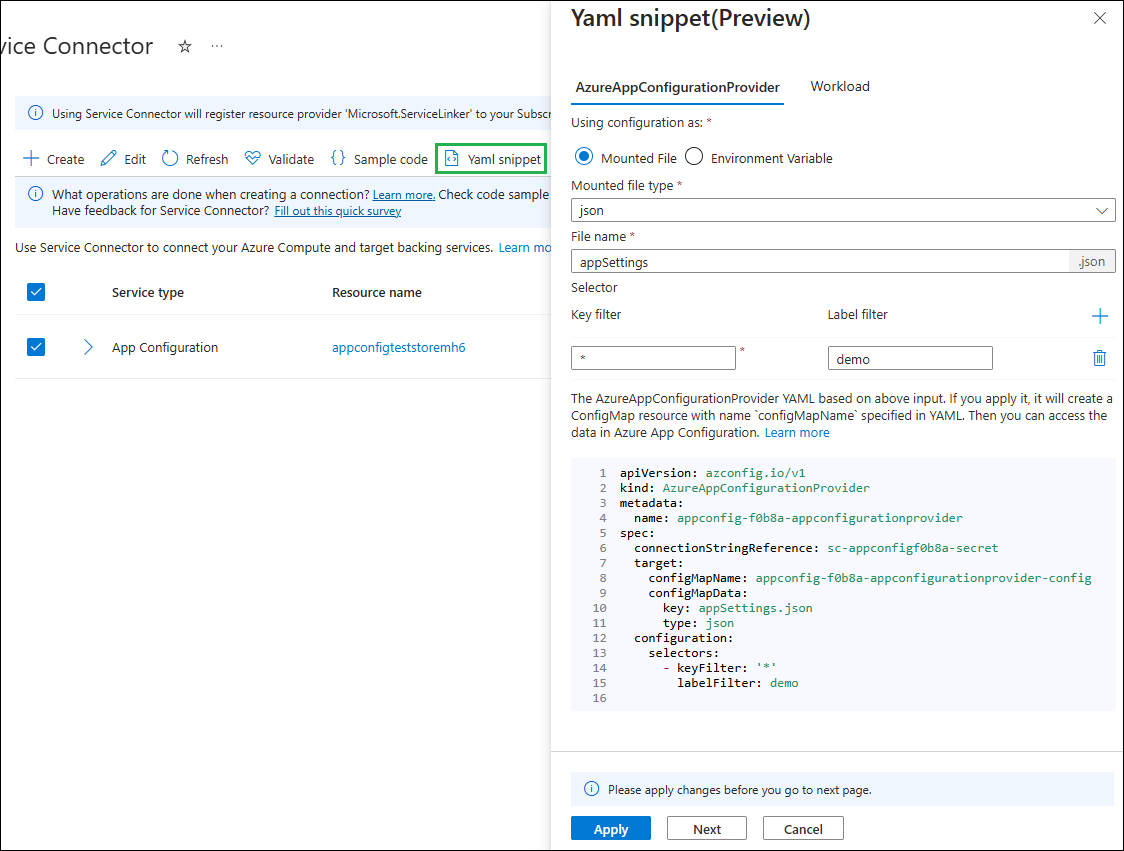 vice Connector
Using Service Connector will register resource provider 'Microsoft.ServiceLinker' to your Subscr
Create Edit Refresh Validate Sample code Yaml snippet
What operations are done when creating a connection? Learn more. Check code sample
Have feedback for Service Connector? Fill out this quick survey
Use Service Connector to connect your Azure Compute and target backing services. Learn mo
Service type Resource name
App Configuration appconfigteststoremh6
Yaml snippet(Preview)
AzureAppConfigurationProvider Workload
Using configuration as: *
Mounted File Environment Variable
Mounted file type *
json
File name *
appSettings .json
Selector
Key filter Label filter
* * demo
The AzureAppConfigurationProvider YAML based on above input. If you apply it, it will create a
ConfigMap resource with name `configMapName` specified in YAML. Then you can access the
data in Azure App Configuration. Learn more
1 apiVersion: azconfig.io/v1
2 kind: AzureAppConfigurationProvider
3 metadata:
4 name: appconfig-f0b8a-appconfigurationprovider
5 spec:
6 connectionStringReference: sc-appconfigf0b8a-secret
7 target:
8 configMapName: appconfig-f0b8a-appconfigurationprovider-config
9 configMapData:
10 key: appSettings.json
11 type: json
12 configuration:
13 selectors:
14 - keyFilter: '*'
15 labelFilter: demo
16
Please apply changes before you go to next page.
Apply Next Cancel